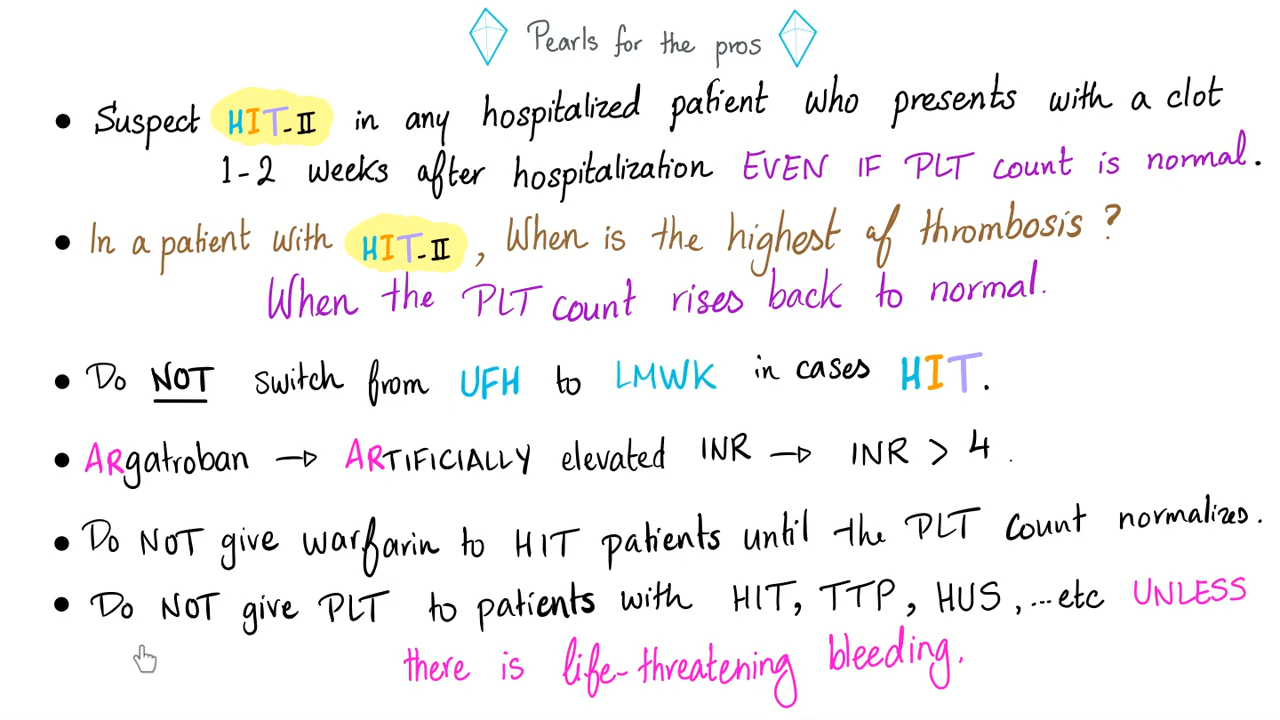 Pearls for the pros
• Suspect HIT-II in any hospitalized patient who presents with a clot
1-2 weeks after hospitalization EVEN IF PLT count is normal.
• In a patient with HIT-II, When is the highest of thrombosis?
When the PLT count rises back to normal.
• Do NOT switch from UFH to LMWK in cases HIT.
• ARgatroban → ARTIFICIALLY elevated INR → INR > 4.
• Do NOT give warfarin to HIT patients until the PLT count normalizes.
• Do NOT give PLT to patients with HIT, TTP, HUS, ...etc UNLESS
there is life-threatening bleeding.